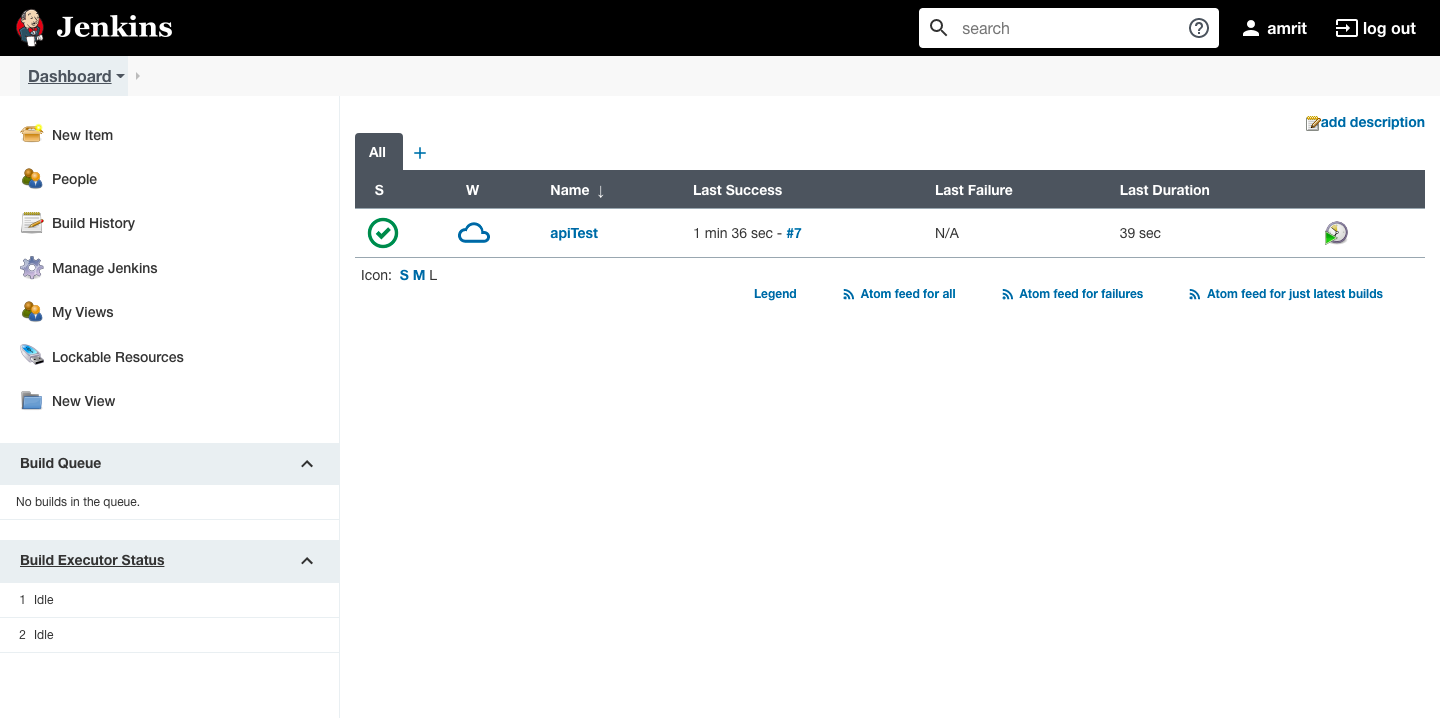 Jenkins
search
amrit
log out
Dashboard
New Item
People
Build History
Manage Jenkins
My Views
Lockable Resources
New View
Build Queue
No builds in the queue.
Build Executor Status
1 Idle
2 Idle
add description
All +
S W Name ↓ Last Success Last Failure Last Duration
apiTest 1 min 36 sec - #7 N/A 39 sec
Icon: S M L
Legend Atom feed for all Atom feed for failures Atom feed for just latest builds